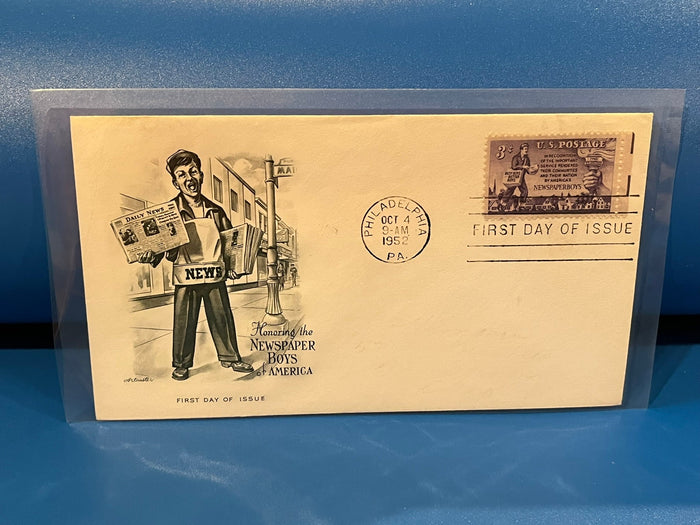 DAILY NEWS
NEWS
MA
Honoring the
NEWSPAPER
BOYS
of AMERICA
Artmaster
FIRST DAY OF ISSUE
PHILADELPHIA
OCT 4
9-AM
1952
PA.
3¢
U.S. POSTAGE
IN RECOGNITION
OF THE IMPORTANT
SERVICE RENDERED
THEIR COMMUNITIES
AND THEIR NATION
BY AMERICA'S
NEWSPAPERBOYS
FIRST DAY OF ISSUE